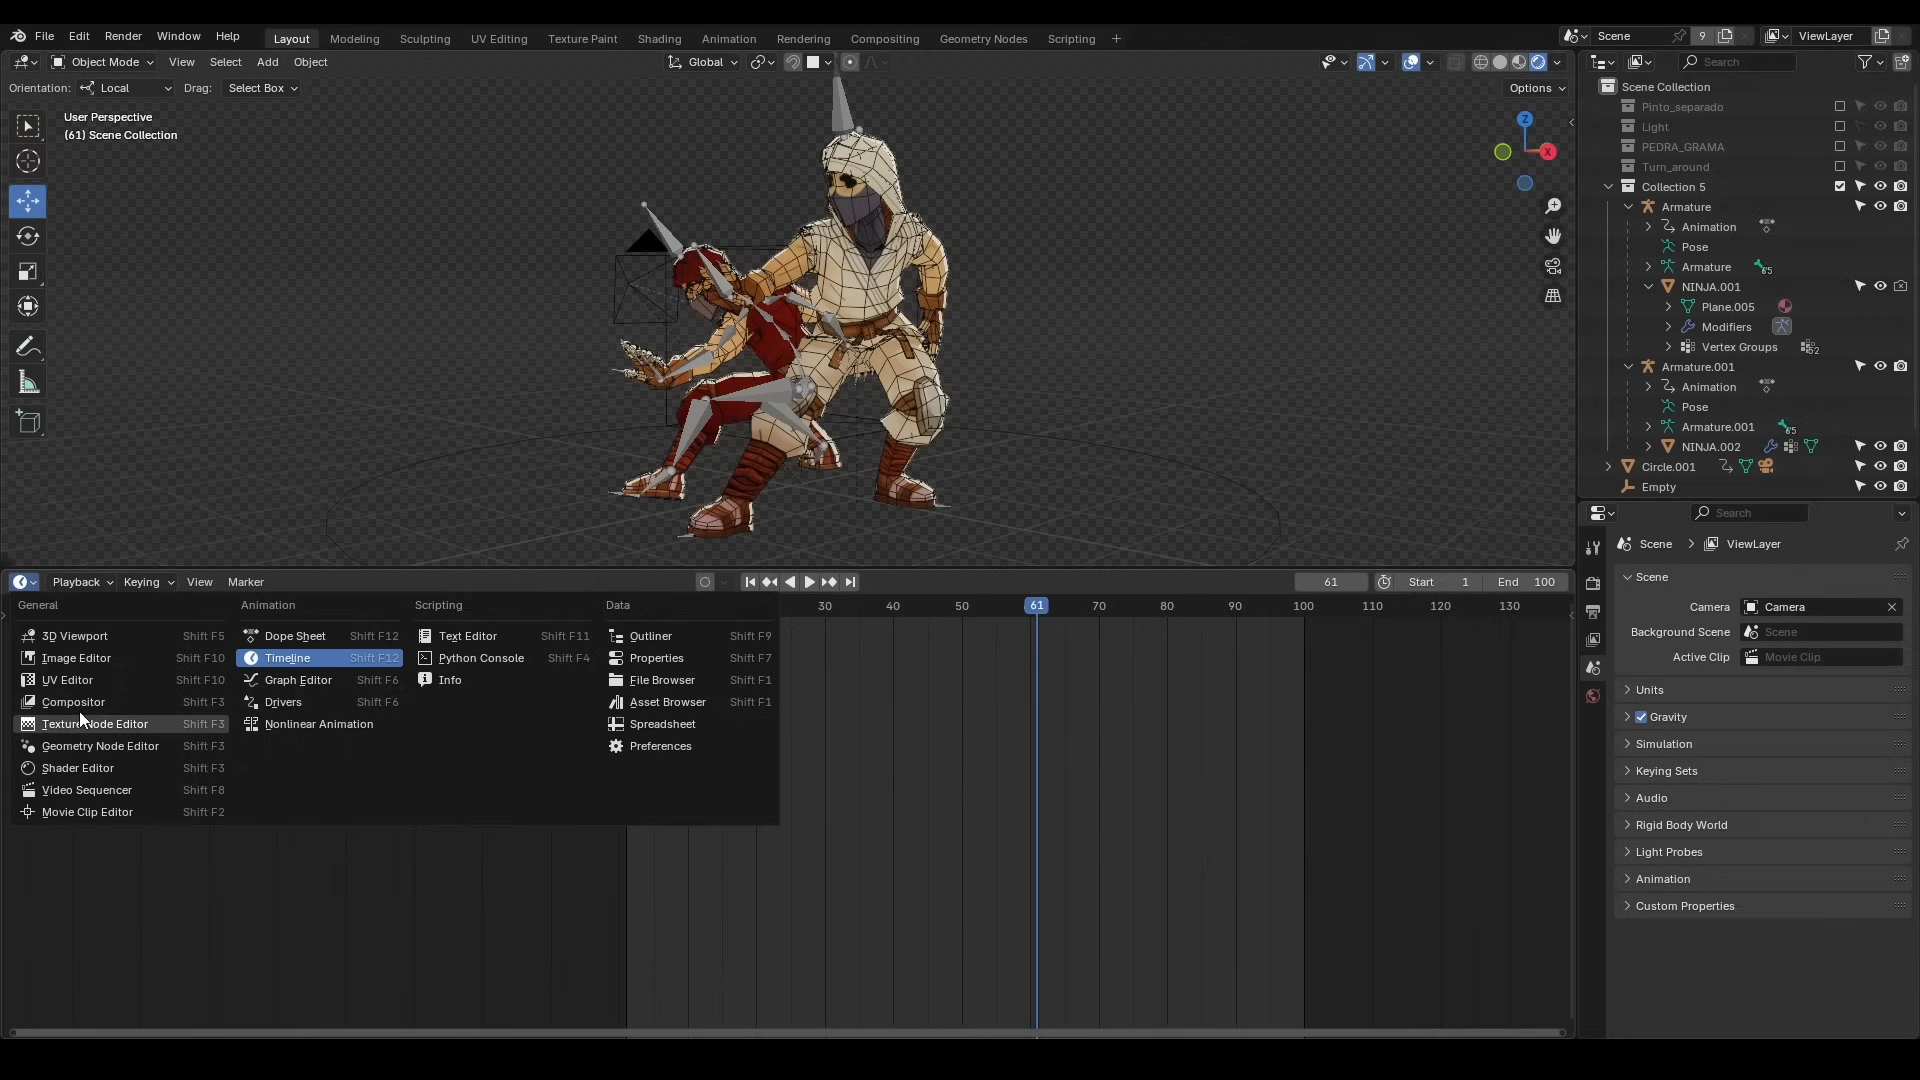 File Edit Render Window Help Layout Modeling Sculpting UV Editing Texture Paint Shading Animation Rendering Compositing Geometry Nodes Scripting + Scene 9 ViewLayer
Object Mode View Select Add Object Global Search
Orientation: Local Drag: Select Box Options
User Perspective
(61) Scene Collection
Z
X
Scene Collection
Pinto_separado
Light
PEDRA_GRAMA
Turn_around
Collection 5
Armature
Animation
Pose
Armature 65
NINJA.001
Plane.005
Modifiers
Vertex Groups 52
Armature.001
Animation
Pose
Armature.001 65
NINJA.002
Circle.001
Empty
Search
Scene > ViewLayer
Scene
Camera Camera
Background Scene Scene
Active Clip Movie Clip
Units
Gravity
Simulation
Keying Sets
Audio
Rigid Body World
Light Probes
Animation
Custom Properties
Playback Keying View Marker 61 Start 1 End 100
30 40 50 61 70 80 90 100 110 120 130
General
3D Viewport Shift F5
Image Editor Shift F10
UV Editor Shift F10
Compositor Shift F3
Texture Node Editor Shift F3
Geometry Node Editor Shift F3
Shader Editor Shift F3
Video Sequencer Shift F8
Movie Clip Editor Shift F2
Animation
Dope Sheet Shift F12
Timeline Shift F12
Graph Editor Shift F6
Drivers Shift F6
Nonlinear Animation
Scripting
Text Editor Shift F11
Python Console Shift F4
Info
Data
Outliner Shift F9
Properties Shift F7
File Browser Shift F1
Asset Browser Shift F1
Spreadsheet
Preferences